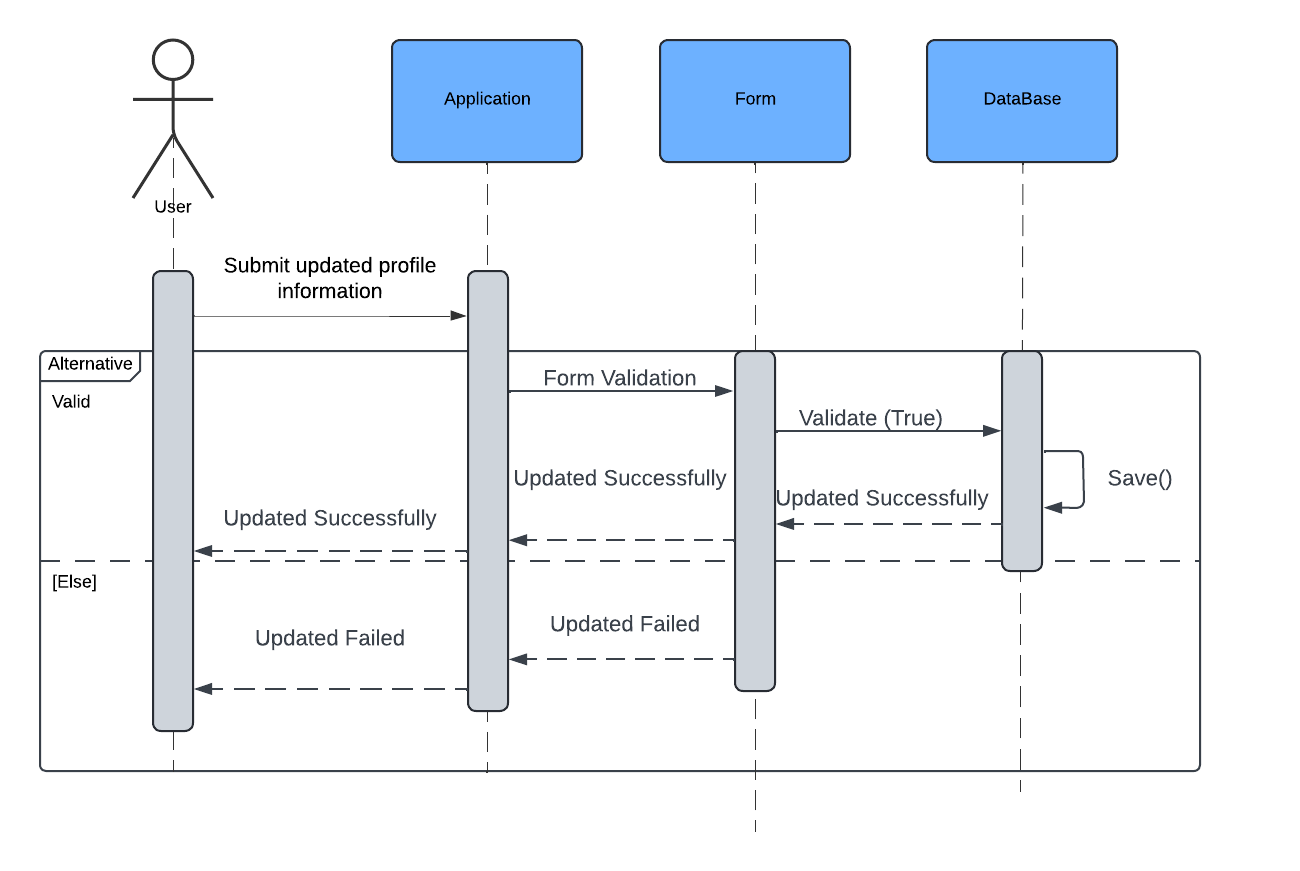 Application
Form
DataBase
User
Submit updated profile
information
Alternative
Form Validation
Valid
Validate (True)
Updated Successfully
Save()
Updated Successfully
Updated Successfully
[Else]
Updated Failed
Updated Failed